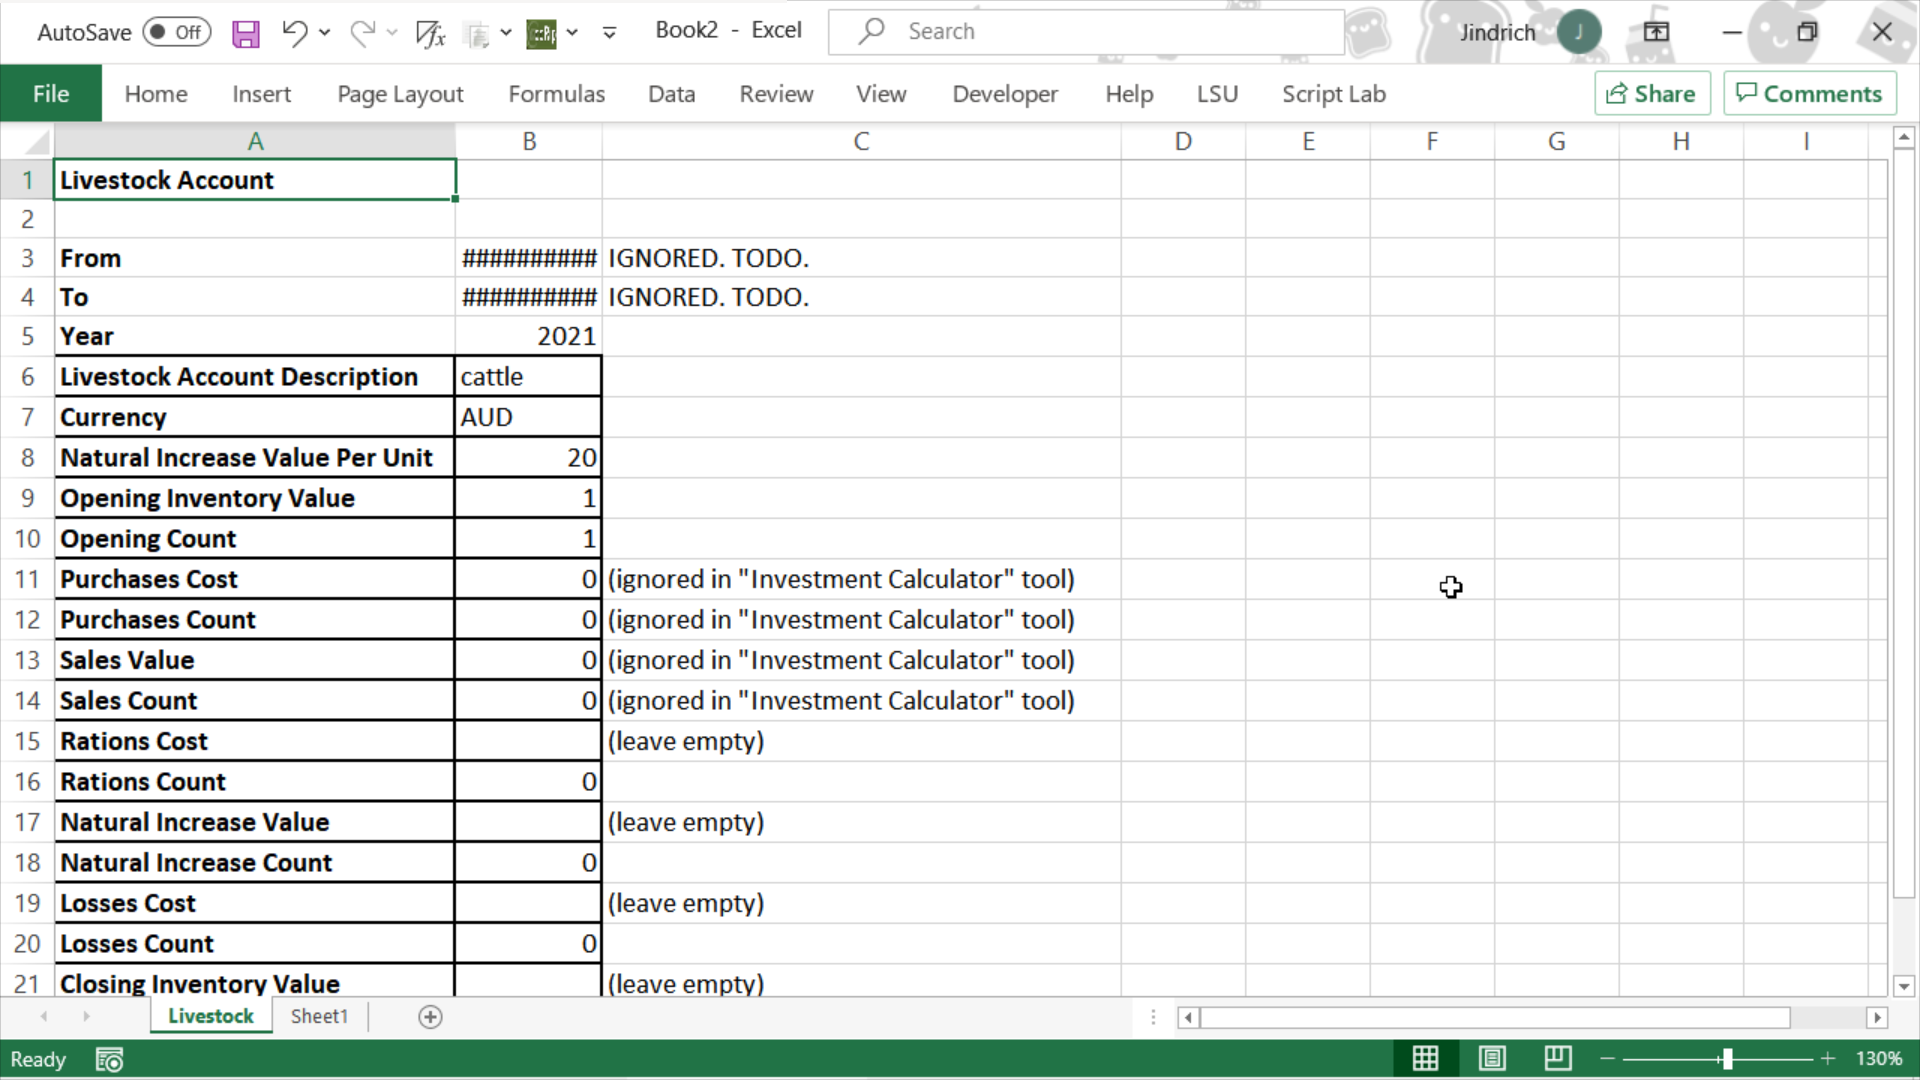 AutoSave Off Book2 - Excel Search Jindrich J
File Home Insert Page Layout Formulas Data Review View Developer Help LSU Script Lab Share Comments
A B C D E F G H I
1 Livestock Account
2
3 From ########## IGNORED. TODO.
4 To ########## IGNORED. TODO.
5 Year 2021
6 Livestock Account Description cattle
7 Currency AUD
8 Natural Increase Value Per Unit 20
9 Opening Inventory Value 1
10 Opening Count 1
11 Purchases Cost 0 (ignored in "Investment Calculator" tool)
12 Purchases Count 0 (ignored in "Investment Calculator" tool)
13 Sales Value 0 (ignored in "Investment Calculator" tool)
14 Sales Count 0 (ignored in "Investment Calculator" tool)
15 Rations Cost (leave empty)
16 Rations Count 0
17 Natural Increase Value (leave empty)
18 Natural Increase Count 0
19 Losses Cost (leave empty)
20 Losses Count 0
21 Closing Inventory Value (leave empty)
Livestock Sheet1
Ready 130%